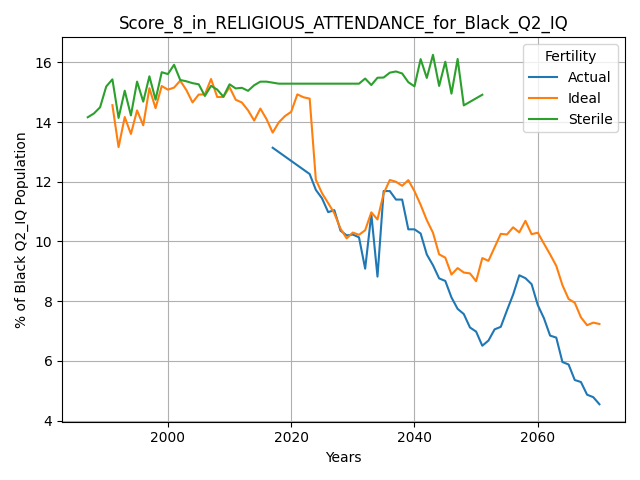 Score_8_in_RELIGIOUS_ATTENDANCE_for_Black_Q2_IQ
Fertility
Actual
Ideal
Sterile
% of Black Q2_IQ Population
16
14
12
10
8
6
4
2000
2020
2040
2060
Years